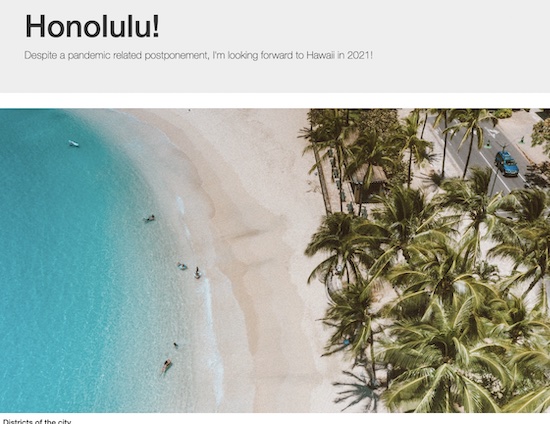 Honolulu!
Despite a pandemic related postponement, I'm looking forward to Hawaii in 2021!
Districts of the city